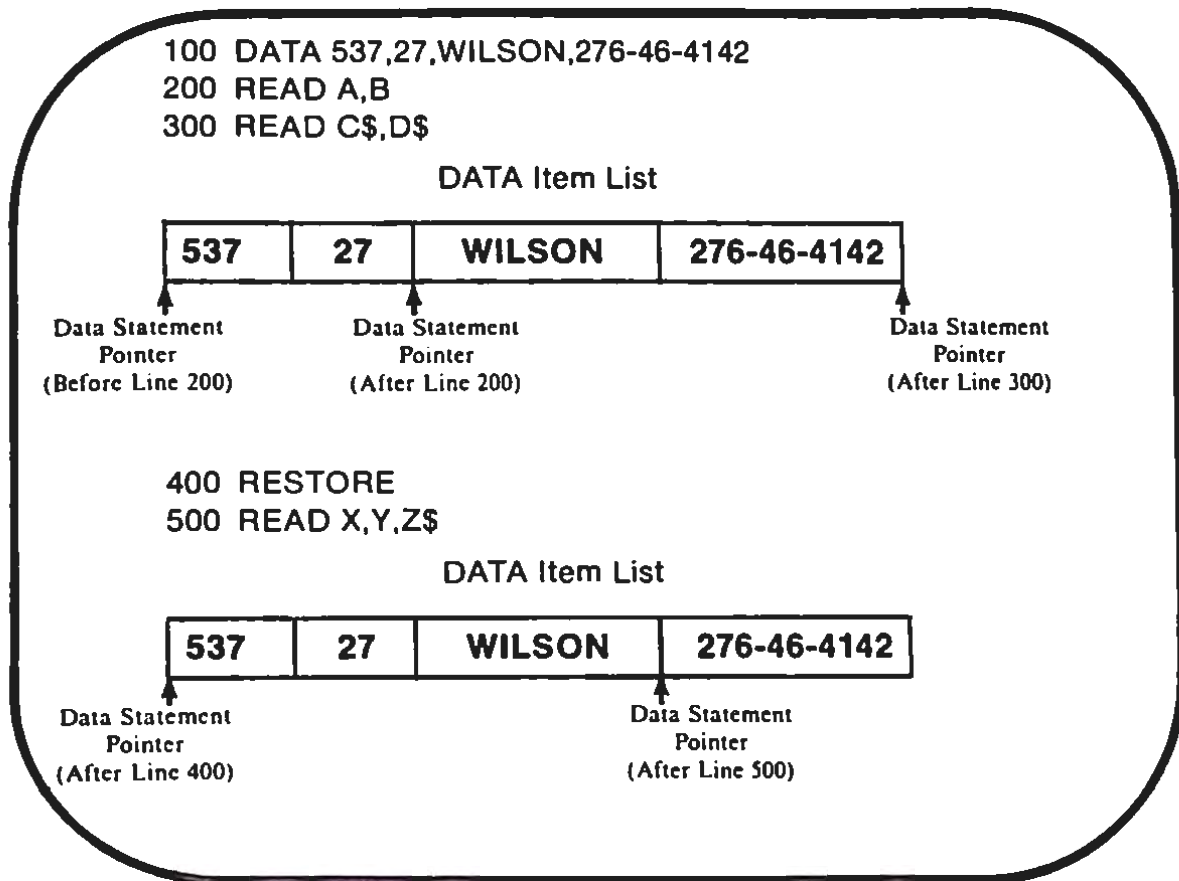 100 DATA 537,27,WILSON,276-46-4142
200 READ A,B
300 READ C$,D$
DATA Item List
537 27 WILSON 276-46-4142
Data Statement Pointer (Before Line 200)
Data Statement Pointer (After Line 200)
Data Statement Pointer (After Line 300)
400 RESTORE
500 READ X,Y,Z$
DATA Item List
537 27 WILSON 276-46-4142
Data Statement Pointer (After Line 400)
Data Statement Pointer (After Line 500)